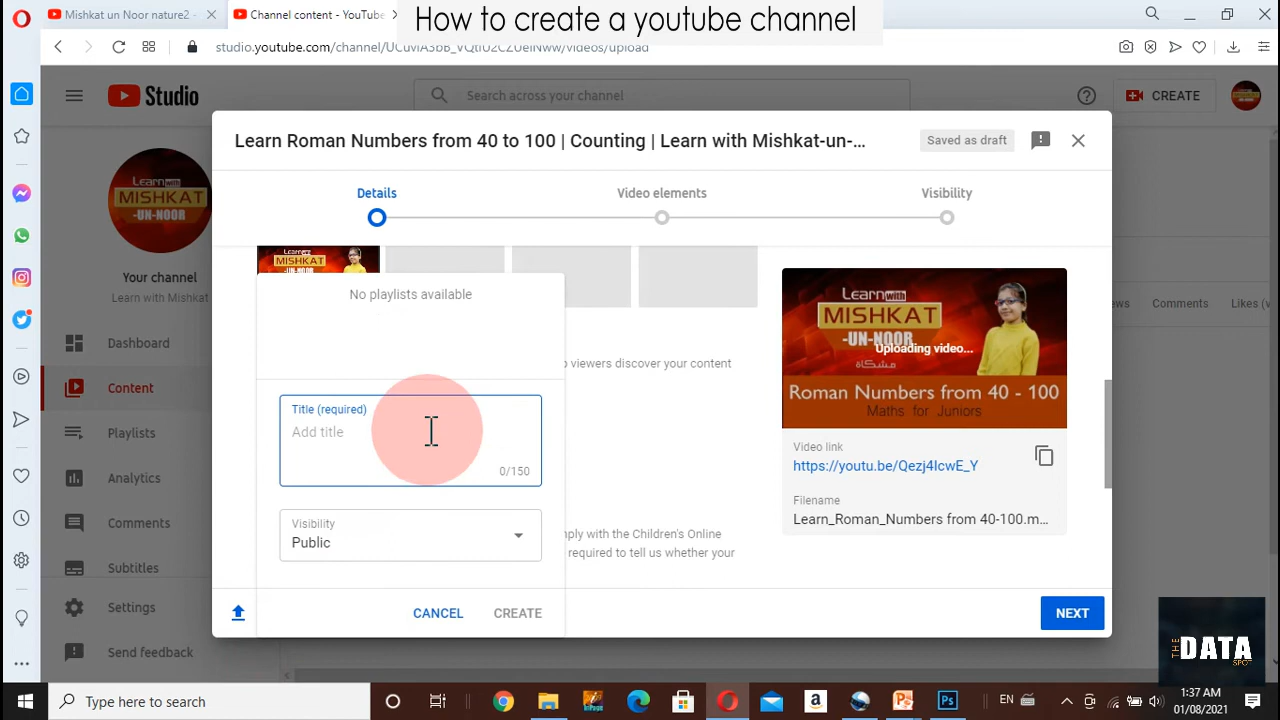 How to create a youtube channel
Mishkat un Noor nature2 -
Channel content - YouTube
studio.youtube.com/channel/
/videos/upload
Studio
Search across your channel
CREATE
Learn with
MISHKAT
-UN-NOOR
Your channel
Learn with Mishkat
Dashboard
Content
Playlists
Analytics
Comments
Subtitles
Settings
Send feedback
Learn Roman Numbers from 40 to 100 | Counting | Learn with Mishkat-un-...
Saved as draft
Details
Video elements
Visibility
No playlists available
viewers discover your content
Title (required)
Add title
0/150
Visibility
Public
mply with the Children's Online
required to tell us whether your
CANCEL
CREATE
Learn with
MISHKAT
-UN-NOOR
Uploading video...
مشكاة
Roman Numbers from 40 - 100
Maths for Juniors
Video link
https://youtu.be/Qezj4IcwE_Y
Filename
Learn_Roman_Numbers from 40-100.m...
NEXT
Comments
Likes (v
THE DATA SPOT
Type here to search
EN
1:37 AM
01/08/2021